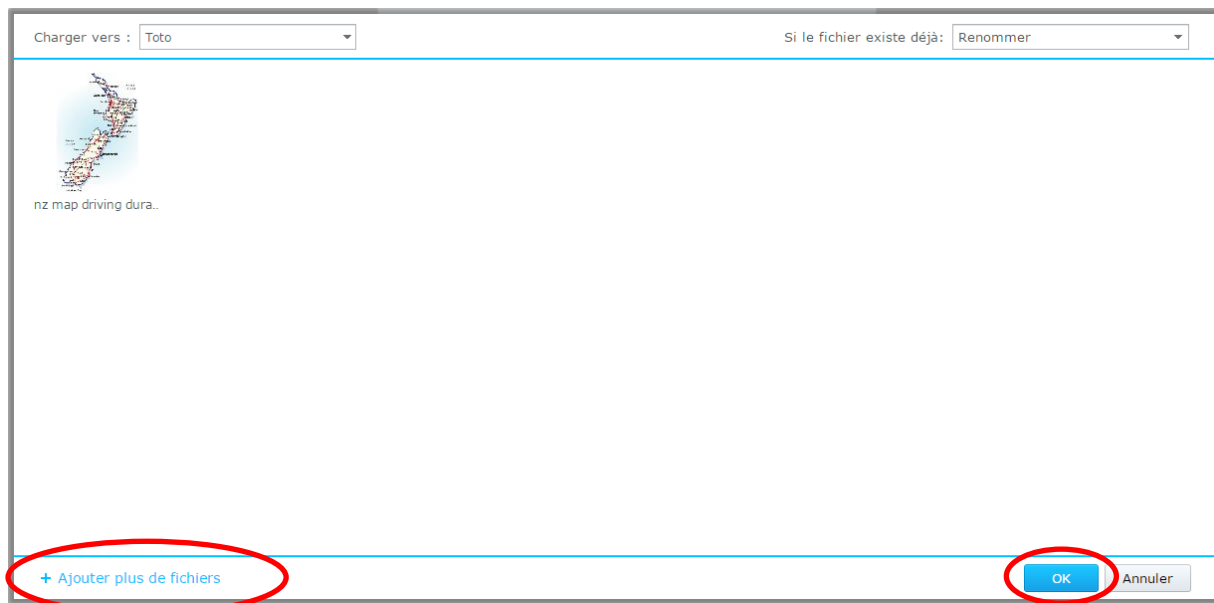 Charger vers : Toto
Si le fichier existe déjà: Renommer
nz map driving dura..
+ Ajouter plus de fichiers
OK
Annuler